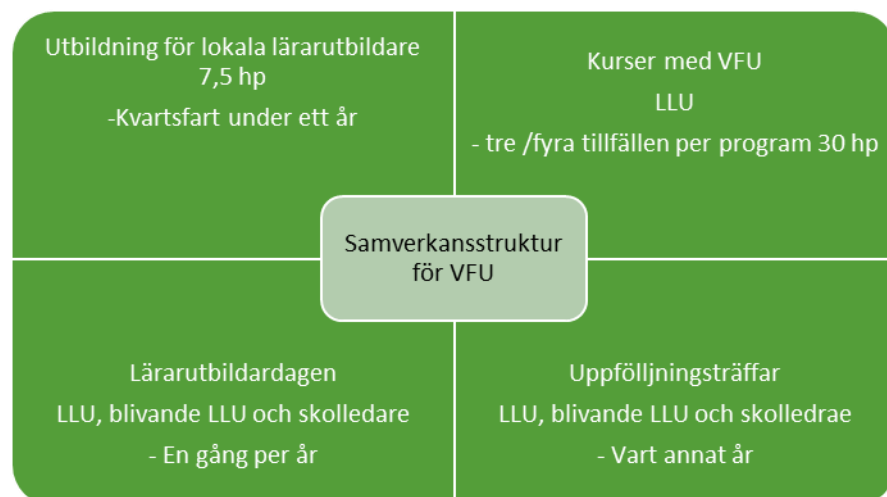 Utbildning för lokala lärarutbildare
7,5 hp
-Kvartsfart under ett år
Kurser med VFU
LLU
- tre /fyra tillfällen per program 30 hp
Samverkansstruktur
för VFU
Lärarutbildardagen
LLU, blivande LLU och skolledare
- En gång per år
Uppfölljningsträffar
LLU, blivande LLU och skolledrae
- Vart annat år